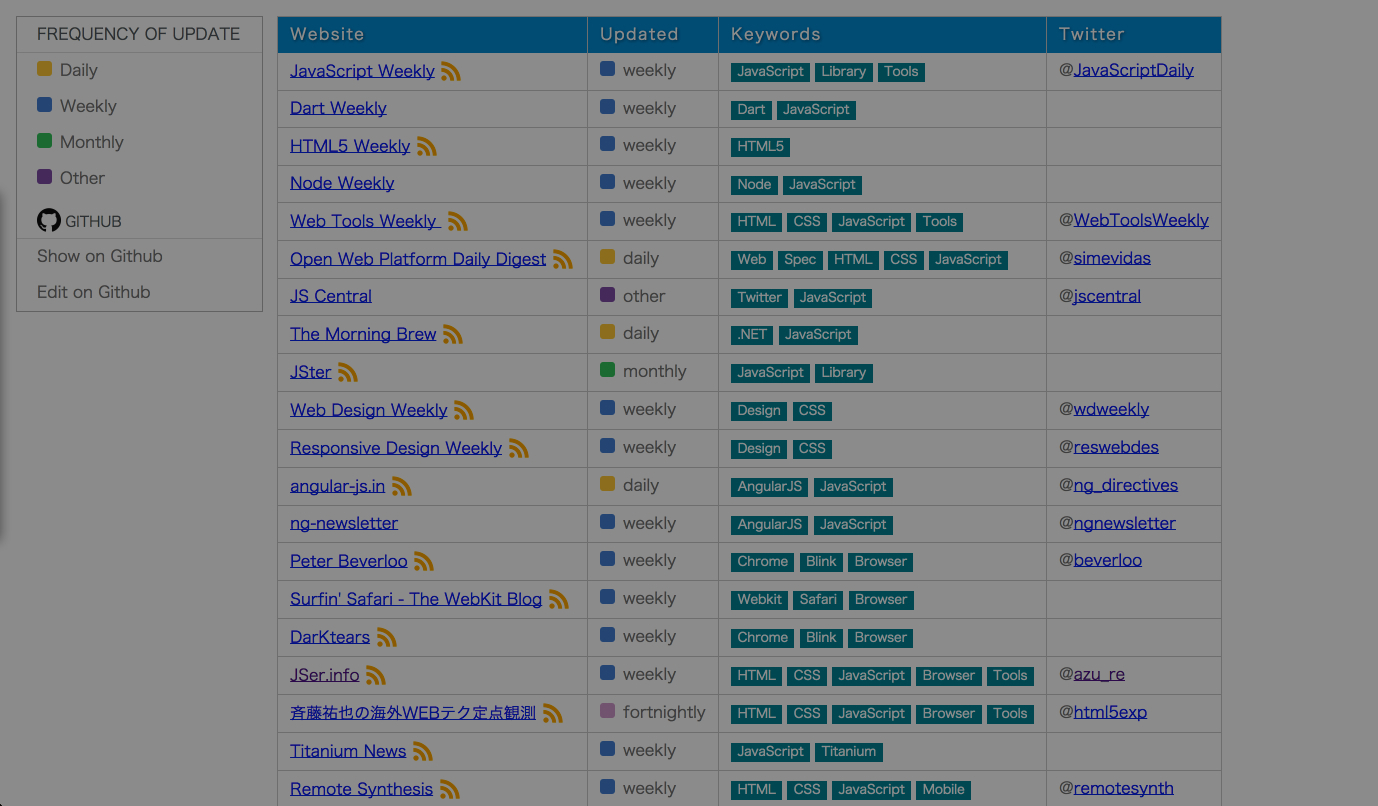 FREQUENCY OF UPDATE
Daily
Weekly
Monthly
Other
GITHUB
Show on Github
Edit on Github
Website Updated Keywords Twitter
JavaScript Weekly weekly JavaScript Library Tools @JavaScriptDaily
Dart Weekly weekly Dart JavaScript
HTML5 Weekly weekly HTML5
Node Weekly weekly Node JavaScript
Web Tools Weekly weekly HTML CSS JavaScript Tools @WebToolsWeekly
Open Web Platform Daily Digest daily Web Spec HTML CSS JavaScript @simevidas
JS Central other Twitter JavaScript @jscentral
The Morning Brew daily .NET JavaScript
JSter monthly JavaScript Library
Web Design Weekly weekly Design CSS @wdweekly
Responsive Design Weekly weekly Design CSS @reswebdes
angular-js.in daily AngularJS JavaScript @ng_directives
ng-newsletter weekly AngularJS JavaScript @ngnewsletter
Peter Beverloo weekly Chrome Blink Browser @beverloo
Surfin' Safari - The WebKit Blog weekly Webkit Safari Browser
DarKtears weekly Chrome Blink Browser
JSer.info weekly HTML CSS JavaScript Browser Tools @azu_re
斉藤祐也の海外WEBテク定点観測 fortnightly HTML CSS JavaScript Browser Tools @html5exp
Titanium News weekly JavaScript Titanium
Remote Synthesis weekly HTML CSS JavaScript Mobile @remotesynth